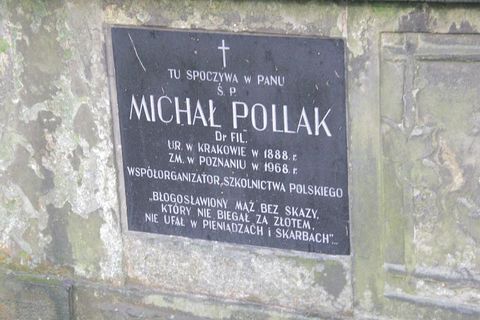 TU SPOCZYWA W PANU
Ś. P.
MICHAŁ POLLAK
Dr FIL.
UR. W KRAKOWIE W 1888. r.
ZM. W POZNANIU W 1968. r.
WSPÓŁORGANIZATOR SZKOLNICTWA POLSKIEGO
„BŁOGOSŁAWIONY MĄŻ BEZ SKAZY,
KTÓRY NIE BIEGAŁ ZA ZŁOTEM,
NIE UFAŁ W PIENIĄDZACH i SKARBACH"...